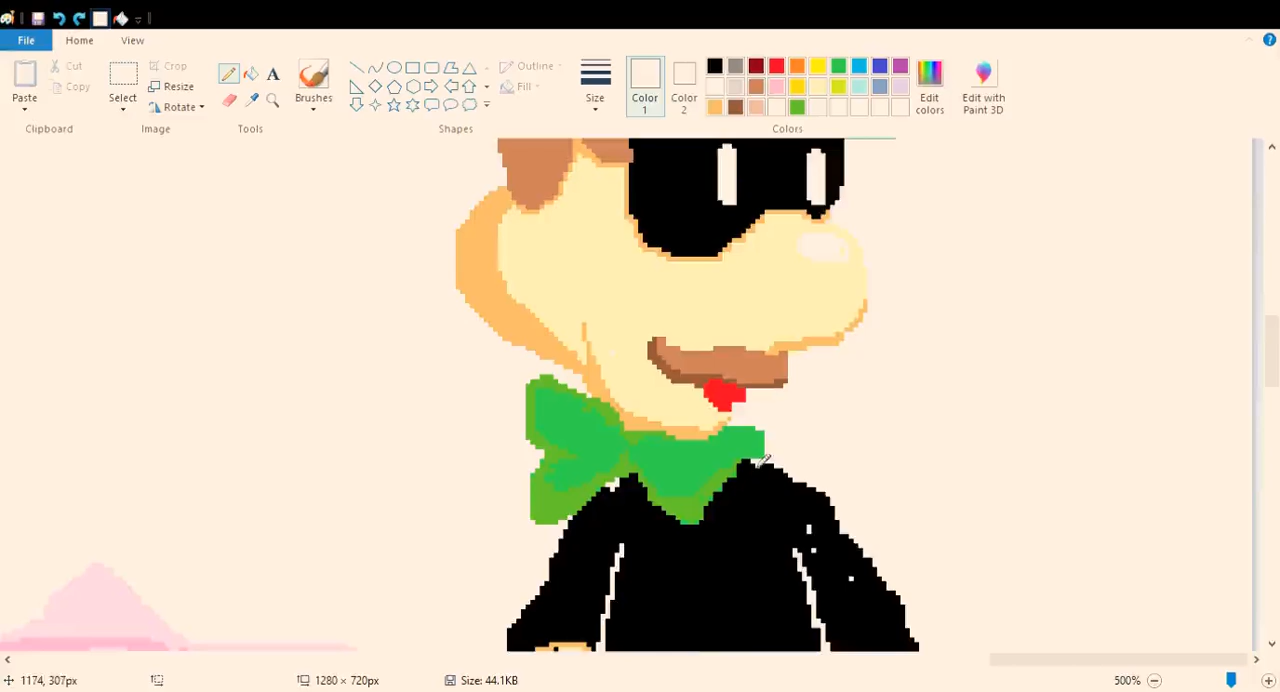 File Home View
Cut
Copy
Paste
Clipboard
Select
Crop
Resize
Rotate
Image
A
Tools
Brushes
Outline
Fill
Shapes
Size
Color 1
Color 2
Edit colors
Edit with Paint 3D
Colors
1174, 307px
1280 × 720px
Size: 44.1KB
500%